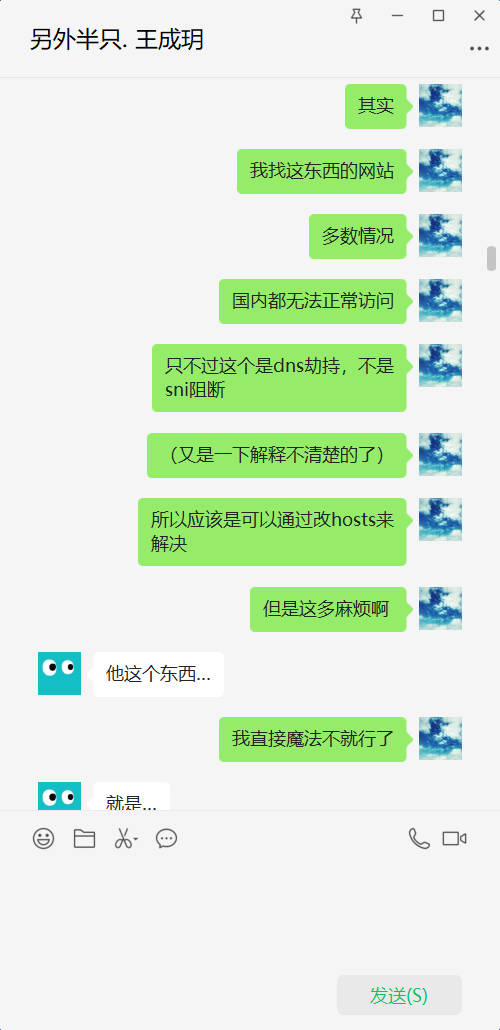 另外半只. 王成玥
其实
我找这东西的网站
多数情况
国内都无法正常访问
只不过这个是dns劫持，不是
sni阻断
（又是一下解释不清楚的了）
所以应该是可以通过改hosts来
解决
但是这多麻烦啊
他这个东西...
我直接魔法不就行了
就是...
发送(S)